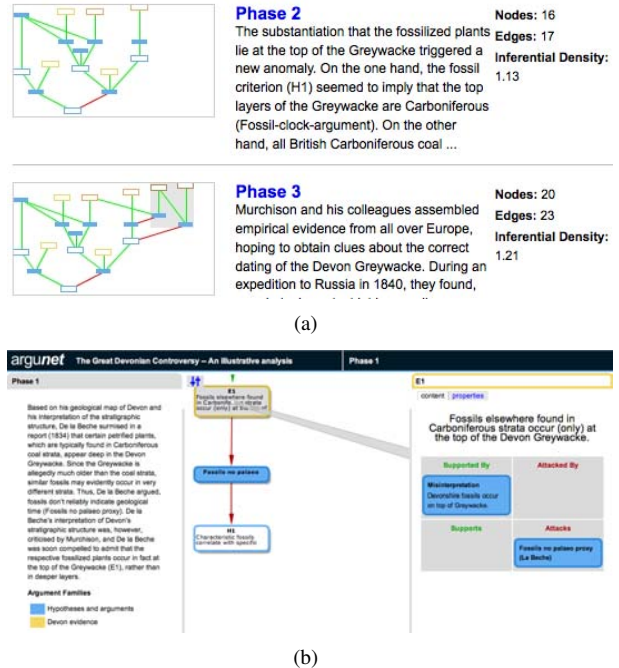 Phase 2
The substantiation that the fossilized plants
lie at the top of the Greywacke triggered a
new anomaly. On the one hand, the fossil
criterion (H1) seemed to imply that the top
layers of the Greywacke are Carboniferous
(Fossil-clock-argument). On the other
hand, all British Carboniferous coal ...
Nodes: 16
Edges: 17
Inferential Density:
1.13
Phase 3
Murchison and his colleagues assembled
empirical evidence from all over Europe,
hoping to obtain clues about the correct
dating of the Devon Greywacke. During an
expedition to Russia in 1840, they found,
Nodes: 20
Edges: 23
Inferential Density:
1.21
(a)
argunet The Great Devonian Controversy – An illustrative analysis Phase 1
Phase 1
Based on his geological map of Devon and
his interpretation of the stratigraphic
structure, De la Beche surmised in a
report (1834) that certain petrified plants,
which are typically found in Carboniferous
coal strata, appear deep in the Devon
Greywacke. Since the Greywacke is
allegedly much older than the coal strata,
similar fossils may evidently occur in very
different strata. Thus, De la Beche argued,
fossils don't reliably indicate geological
time (Fossils no palaeo proxy). De la
Beche's interpretation of Devon's
stratigraphic structure was, however,
criticised by Murchison, and De la Beche
was soon compelled to admit that the
respective fossilized plants occur in fact at
the top of the Greywacke (E1), rather than
in deeper layers.
Argument Families
Hypotheses and arguments
Devon evidence
E1
Fossils elsewhere found
in Carbonife... strata
occur (only) at the top of
Fossils no palaeo
H1
Characteristic fossils
correlate with specific
E1
content properties
Fossils elsewhere found in
Carboniferous strata occur (only) at
the top of the Devon Greywacke.
Supported By
Attacked By
Misinterpretation
Devonshire fossils occur
on top of Greywacke.
Supports
Attacks
Fossils no palaeo proxy
(La Beche)
(b)